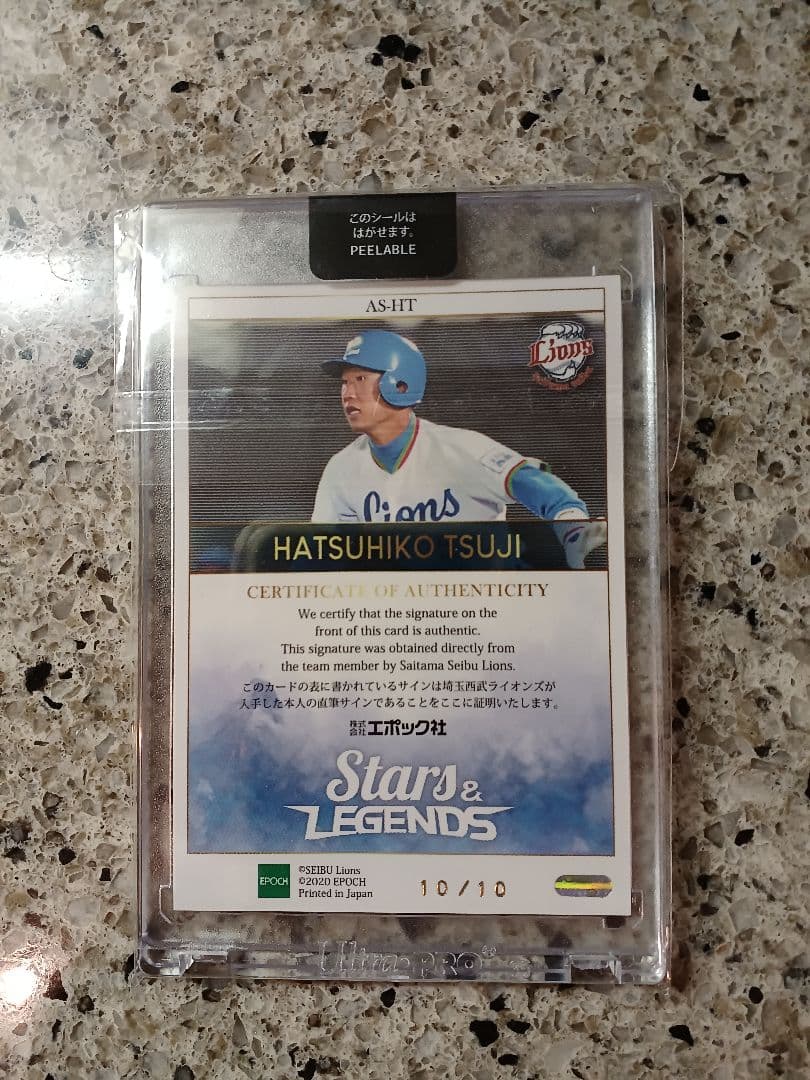 このシールは
はがせます。
PEELABLE
AS-HT
Lions
Lions
HATSUHIKO TSUJI
CERTIFICATE OF AUTHENTICITY
We certify that the signature on the
front of this card is authentic.
This signature was obtained directly from
the team member by Saitama Seibu Lions.
このカードの表に書かれているサインは埼玉西武ライオンズが
入手した本人の直筆サインであることをここに証明いたします。
株式会社エポック社
Stars &
LEGENDS
EPOCH
©SEIBU Lions
©2020 EPOCH
Printed in Japan
10/10
Ultra·PRO